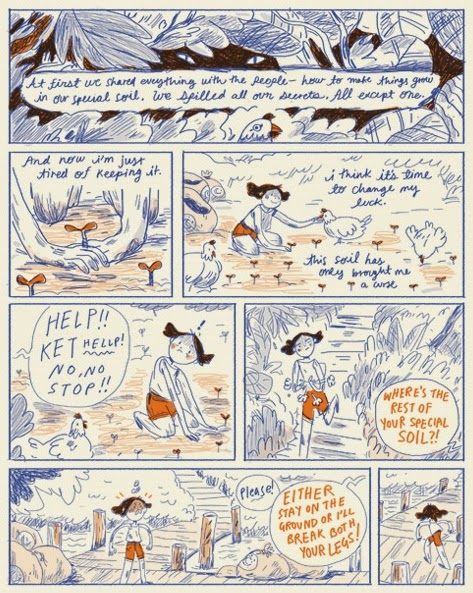 At first we shared everything with the people – how to make things grow
in our special soil. We spilled all our secrets. All except one.
And now i'm just
tired of keeping it.
i think it's time
to change my
luck.
this soil has
only brought me
a curse
HELP!!
KET HELLP!
NO, NO
STOP!!
!
WHERE'S THE
REST OF
YOUR SPECIAL
SOIL?!
Please!
EITHER
STAY ON THE
GROUND OR I'LL
BREAK BOTH,
YOUR LEGS!